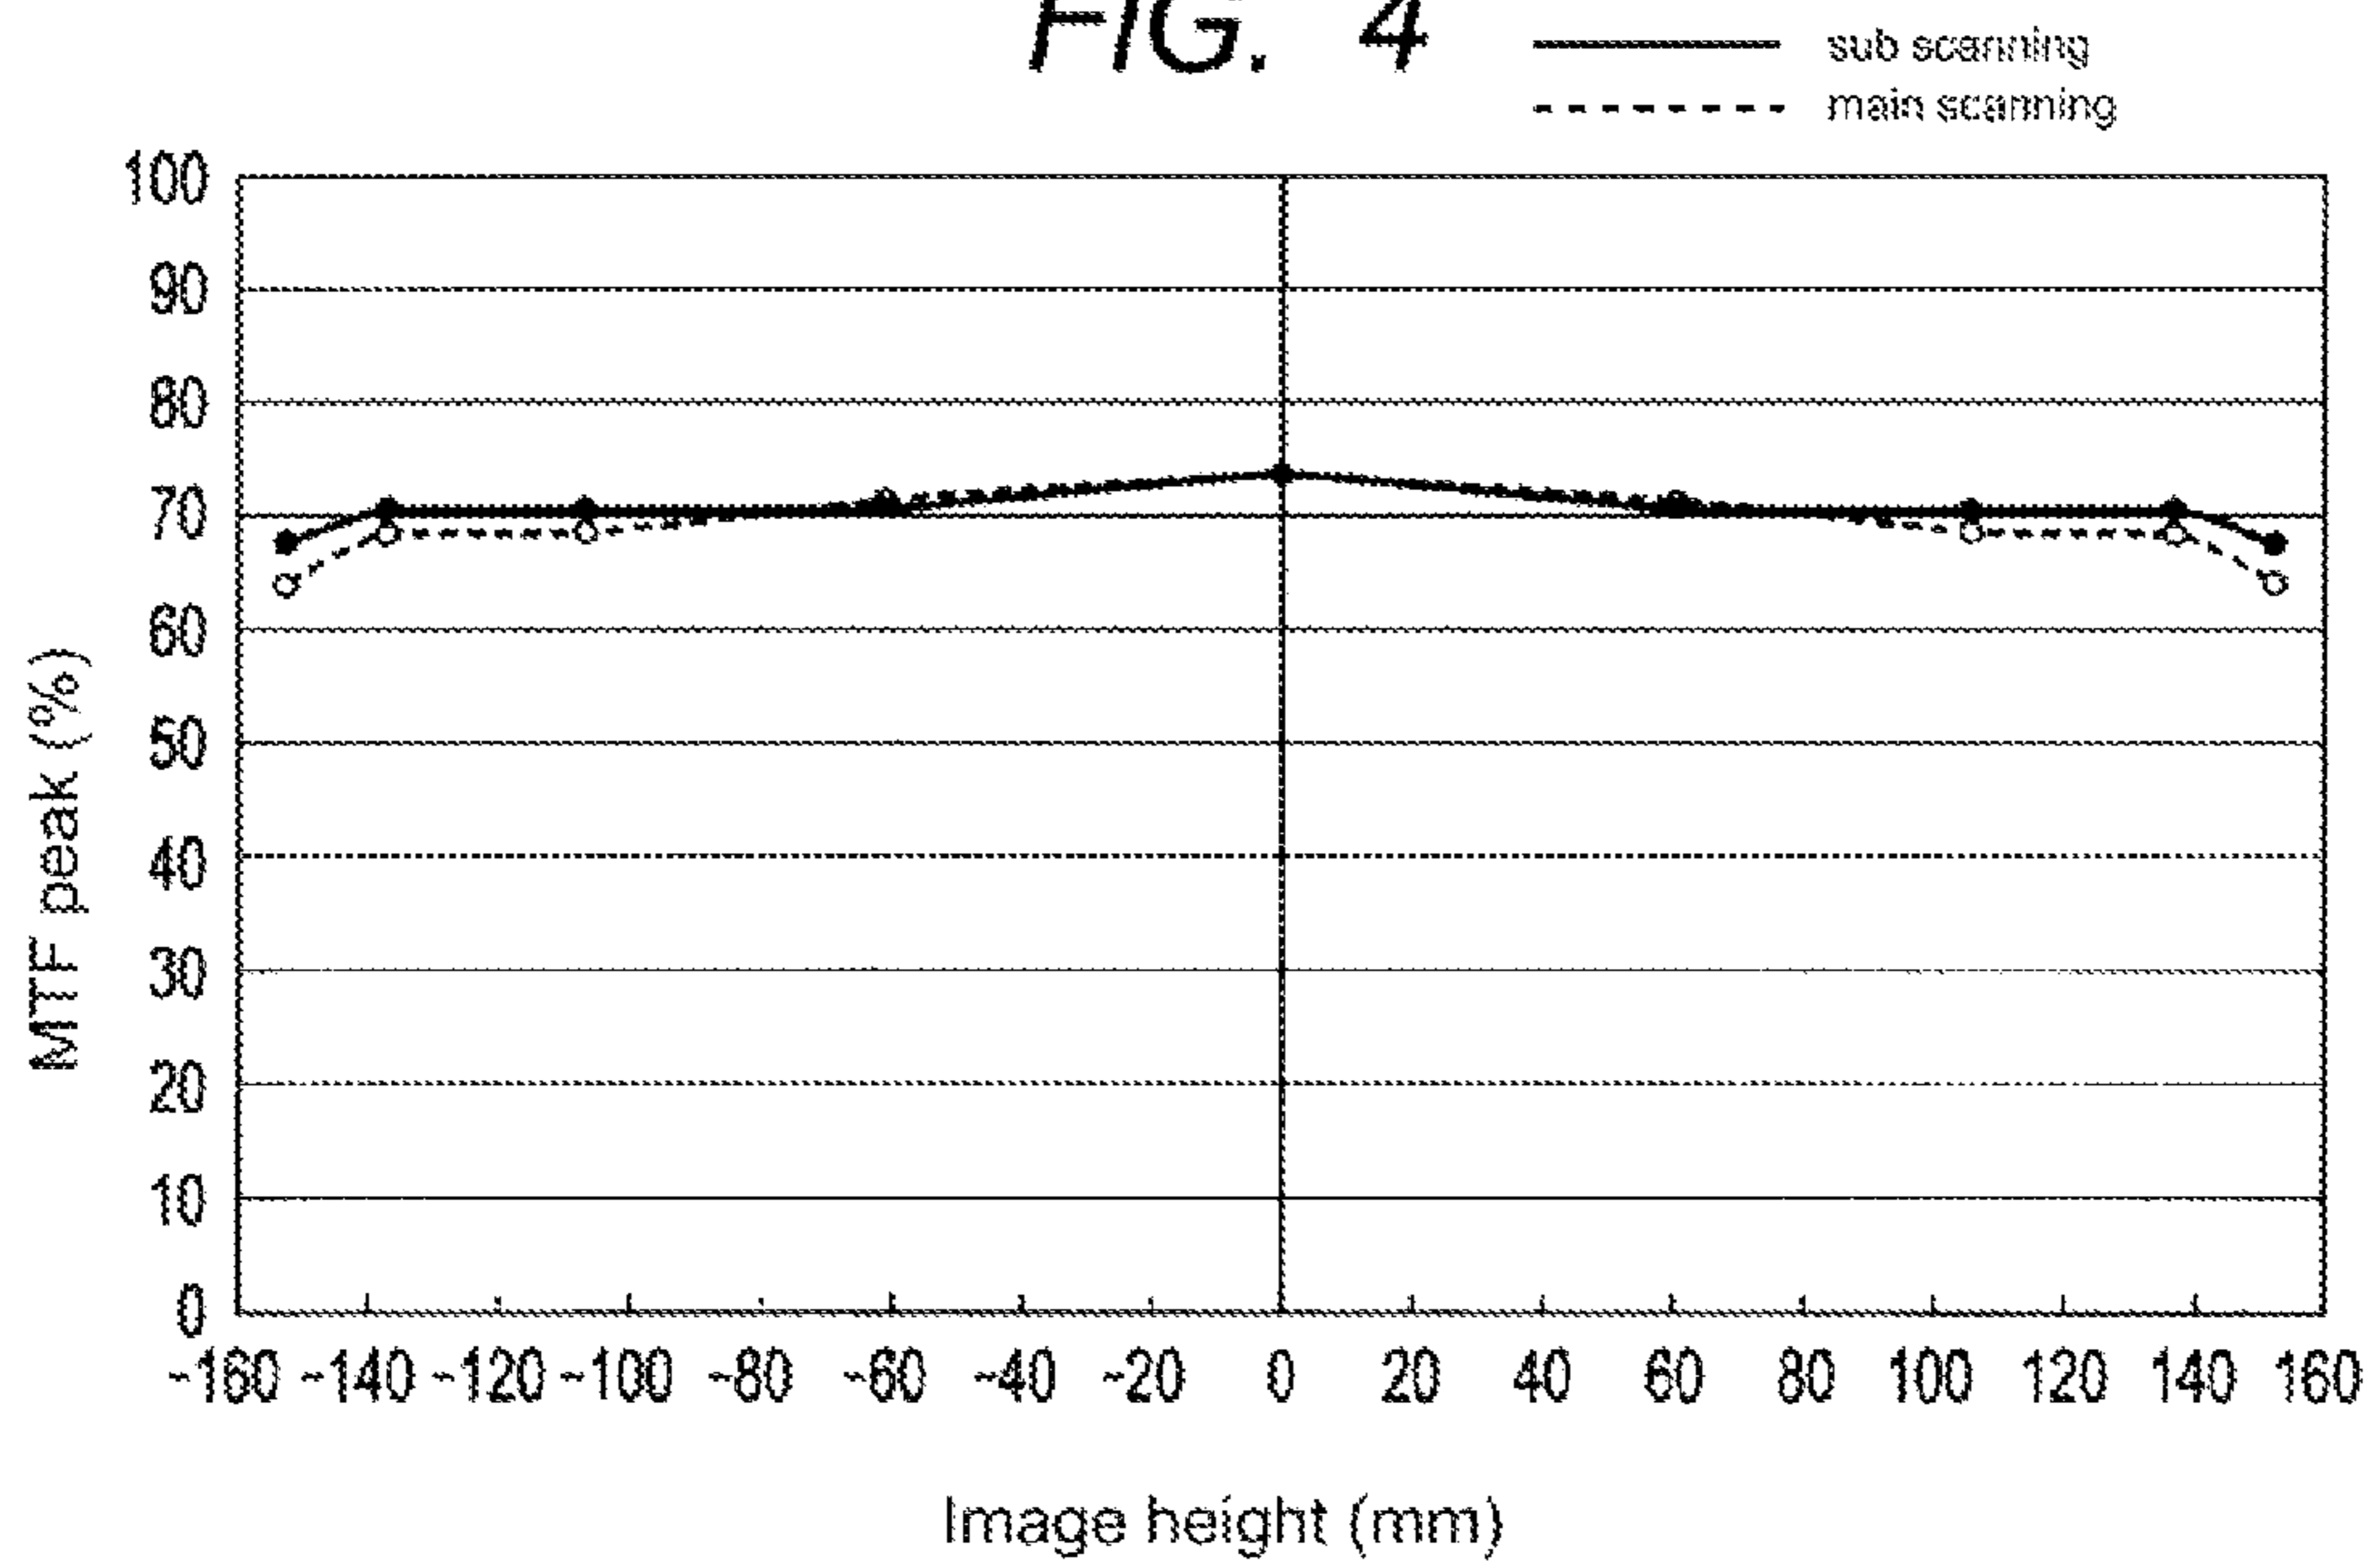 FIG. 4
sub scanning
main scanning
100
90
80
70
60
50
40
30
20
10
0
MTF peak (%)
-160 -140 -120 -100 -80 -60 -40 -20 0 20 40 60 80 100 120 140 160
Image height (mm)